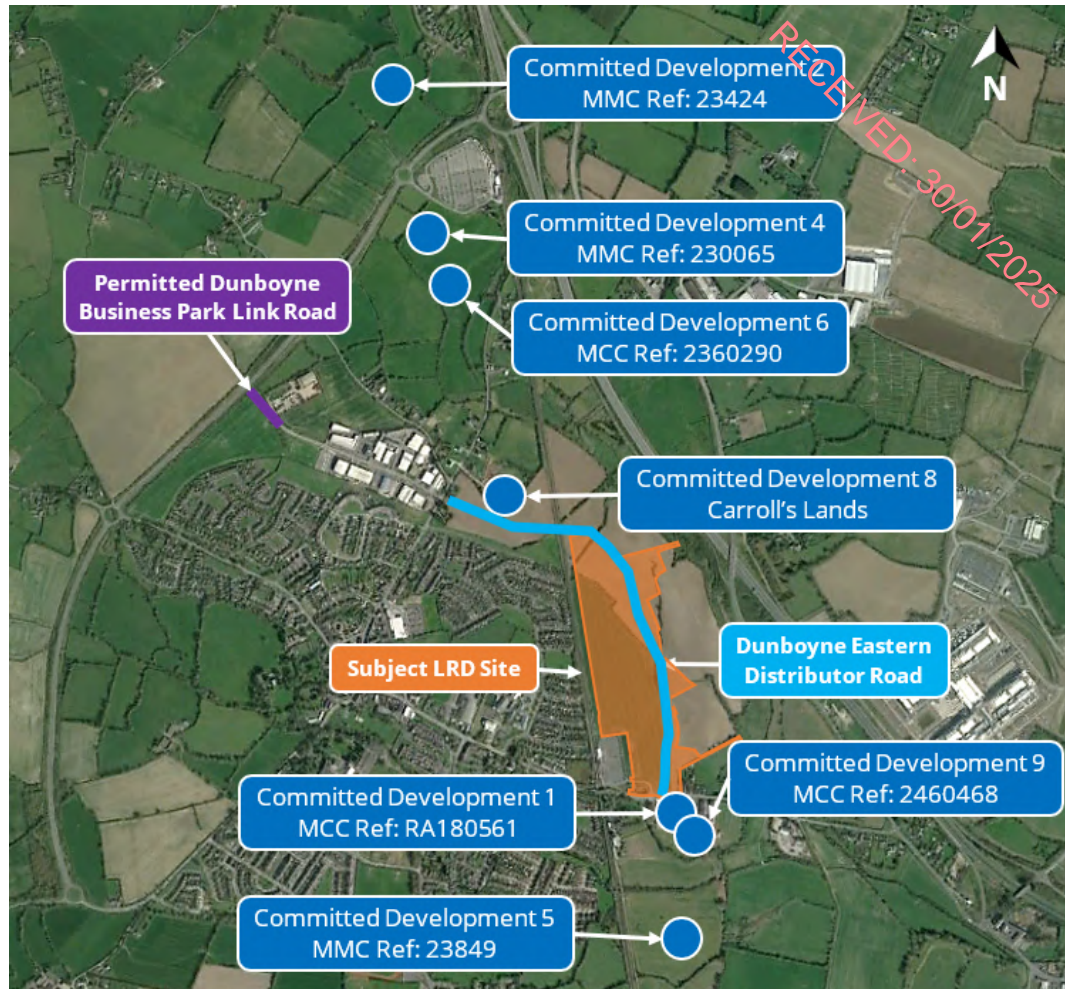 Committed Development 2
MMC Ref: 23424
RECEIVED: 30/01/2025
N
Committed Development 4
MMC Ref: 230065
Permitted Dunboyne
Business Park Link Road
Committed Development 6
MCC Ref: 2360290
Committed Development 8
Carroll's Lands
Subject LRD Site
Dunboyne Eastern
Distributor Road
Committed Development 9
MCC Ref: 2460468
Committed Development 1
MCC Ref: RA180561
Committed Development 5
MMC Ref: 23849